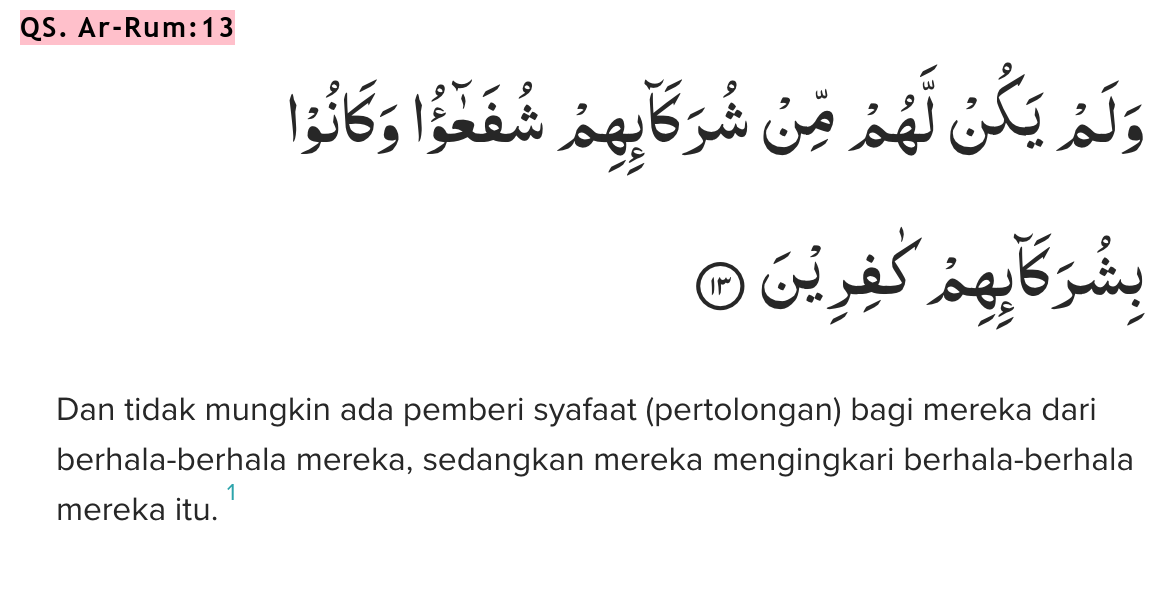 QS. Ar-Rum:13
وَلَمْ يَكُنْ لَّهُمْ مِّنْ شُرَكَاۤىِٕهِمْ شُفَعٰۤؤُا وَكَانُوْا
بِشُرَكَاۤىِٕهِمْ كٰفِرِيْنَ ١٣
Dan tidak mungkin ada pemberi syafaat (pertolongan) bagi mereka dari
berhala-berhala mereka, sedangkan mereka mengingkari berhala-berhala
mereka itu. 1